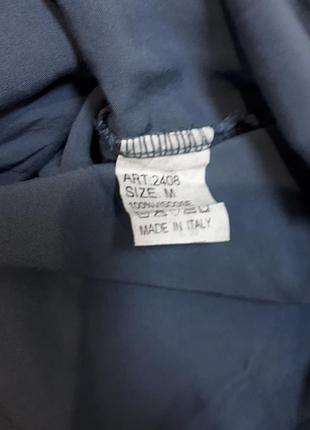 ART.2408
SIZE. M
100%VISCOSE
MADE IN ITALY